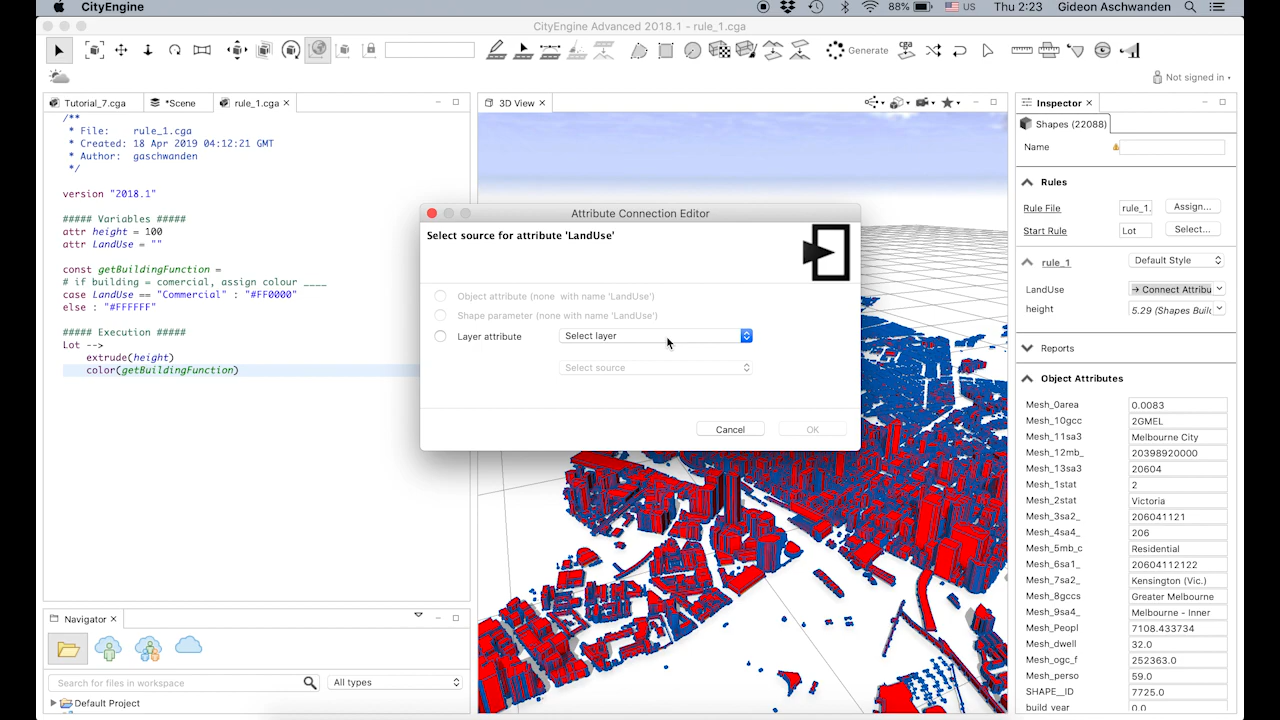 CityEngine
88%
US
Thu 2:23
Gideon Aschwanden
CityEngine Advanced 2018.1 - rule_1.cga
Generate
cga
Not signed in
Tutorial_7.cga
*Scene
rule_1.cga
/**
* File: rule_1.cga
* Created: 18 Apr 2019 04:12:21 GMT
* Author: gaschwanden
*/
version "2018.1"
##### Variables #####
attr height = 100
attr LandUse = ""
const getBuildingFunction =
# if building = comercial, assign colour ____
case LandUse == "Commercial" : "#FF0000"
else : "#FFFFFF"
##### Execution #####
Lot -->
extrude(height)
color(getBuildingFunction)
Navigator
Search for files in workspace
All types
Default Project
3D View
Attribute Connection Editor
Select source for attribute 'LandUse'
Object attribute (none with name 'LandUse')
Shape parameter (none with name 'LandUse')
Layer attribute
Select layer
Select source
Cancel
OK
Inspector
Shapes (22088)
Name
Rules
Rule File
rule_1.
Assign...
Start Rule
Lot
Select...
rule_1
Default Style
LandUse
Connect Attribu
height
5.29 (Shapes Buil
Reports
Object Attributes
Mesh_0area 0.0083
Mesh_10gcc 2GMEL
Mesh_11sa3 Melbourne City
Mesh_12mb_ 20398920000
Mesh_13sa3 20604
Mesh_1stat 2
Mesh_2stat Victoria
Mesh_3sa2_ 206041121
Mesh_4sa4_ 206
Mesh_5mb_c Residential
Mesh_6sa1_ 20604112122
Mesh_7sa2_ Kensington (Vic.)
Mesh_8gccs Greater Melbourne
Mesh_9sa4_ Melbourne - Inner
Mesh_Peopl 7108.433734
Mesh_dwell 32.0
Mesh_ogc_f 252363.0
Mesh_perso 59.0
SHAPE__ID 7725.0
build_year 0.0